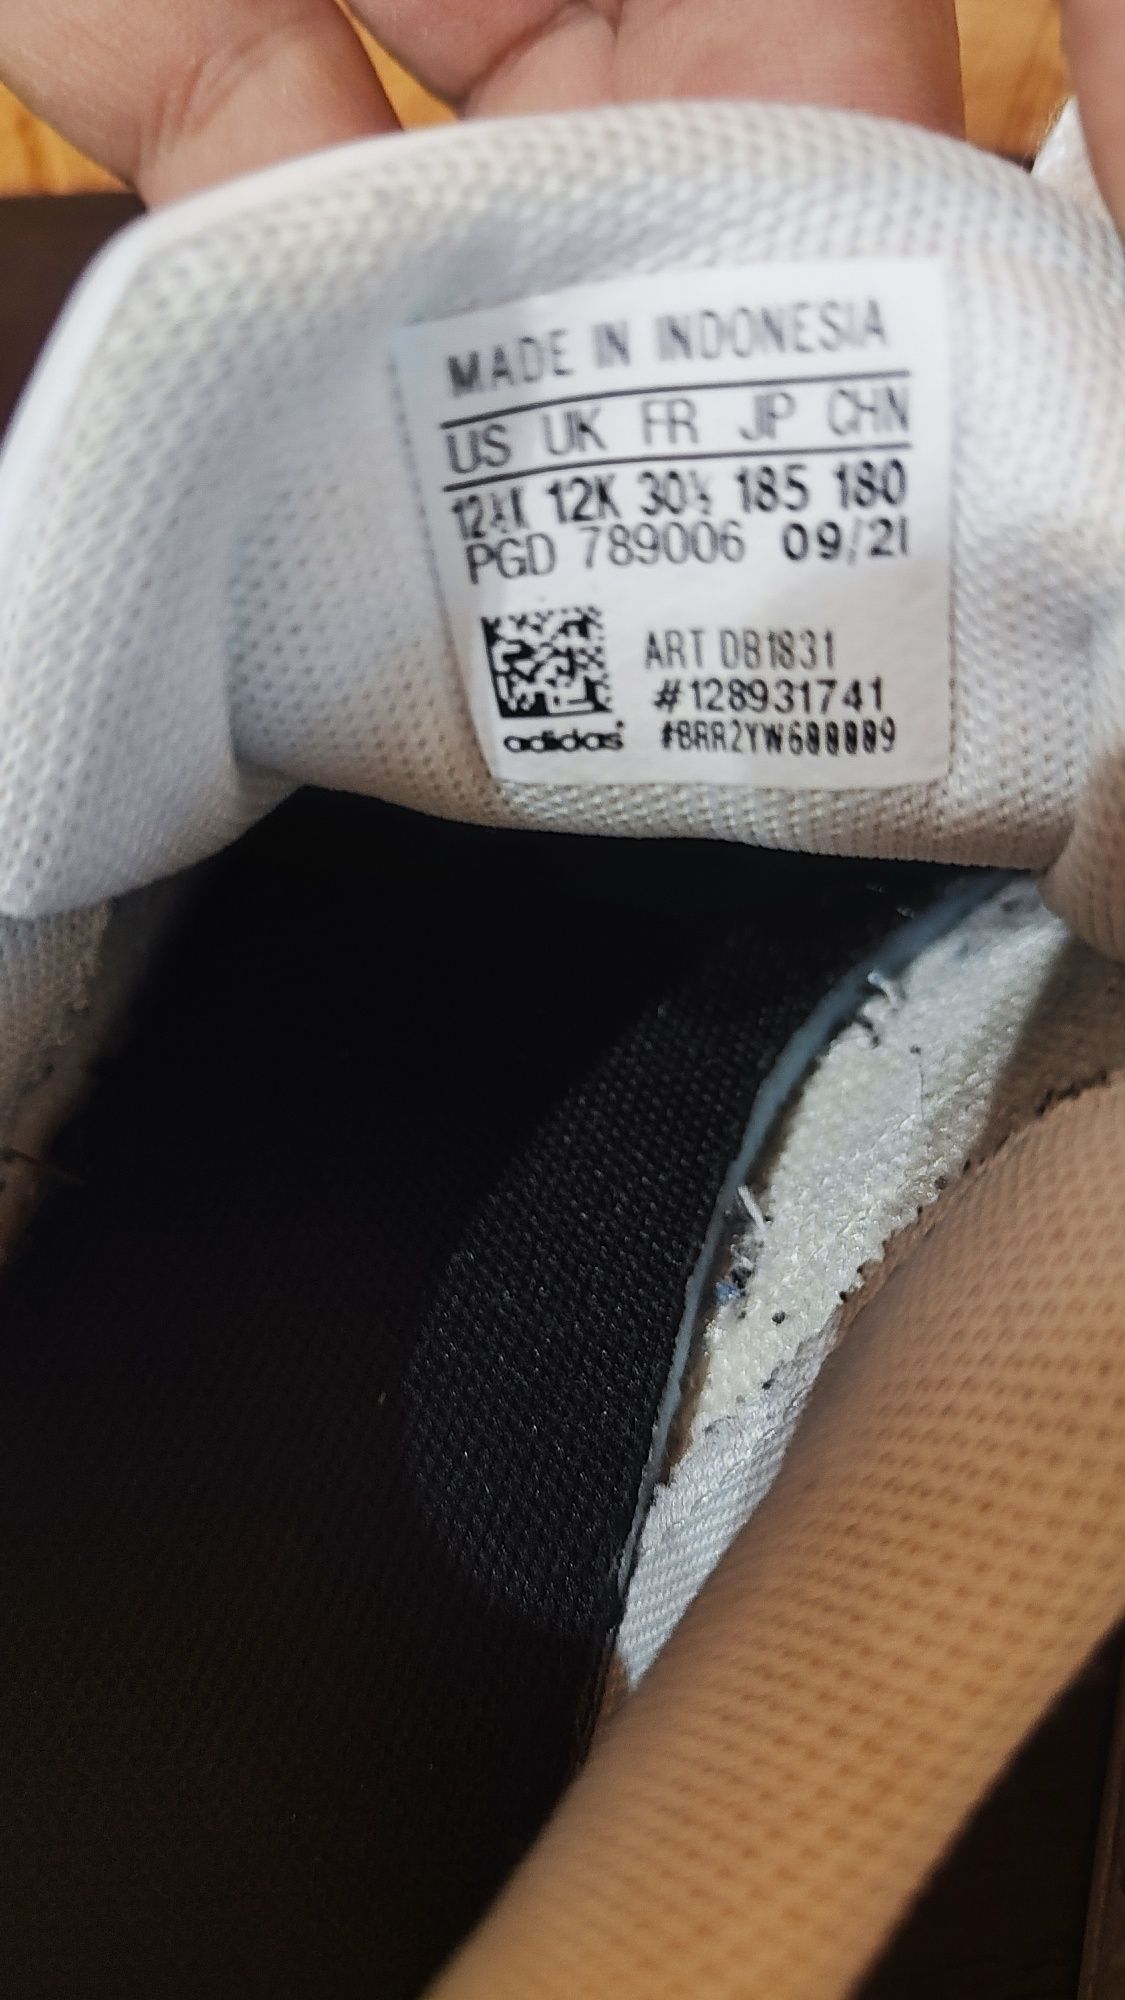 MADE IN INDONESIA
US UK FR JP CHN
12½K 12K 30½ 185 180
PGD 789006 09/21
ART DB1831
#128931741
adidas